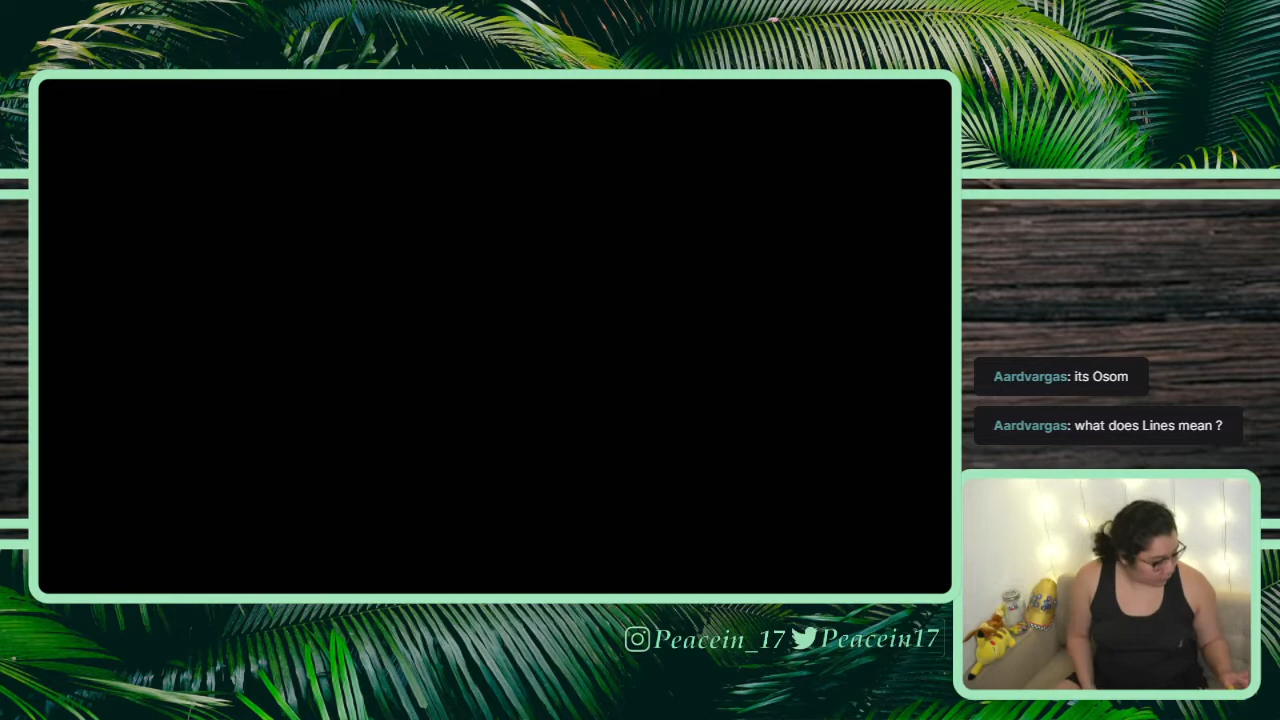 Aardvargas: its Osom
Aardvargas: what does Lines mean ?
Peacein_17 Peacein17